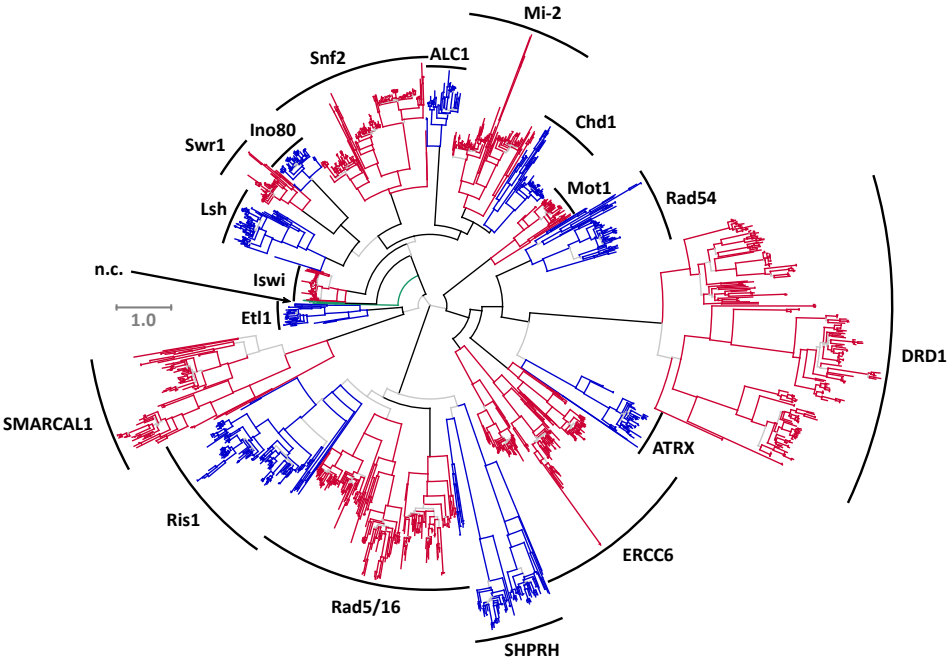 Mi-2
Snf2
ALC1
Chd1
Ino80
Swr1
Mot1
Rad54
Lsh
n.c.
Iswi
Etl1
1.0
DRD1
SMARCAL1
ATRX
Ris1
ERCC6
Rad5/16
SHPRH